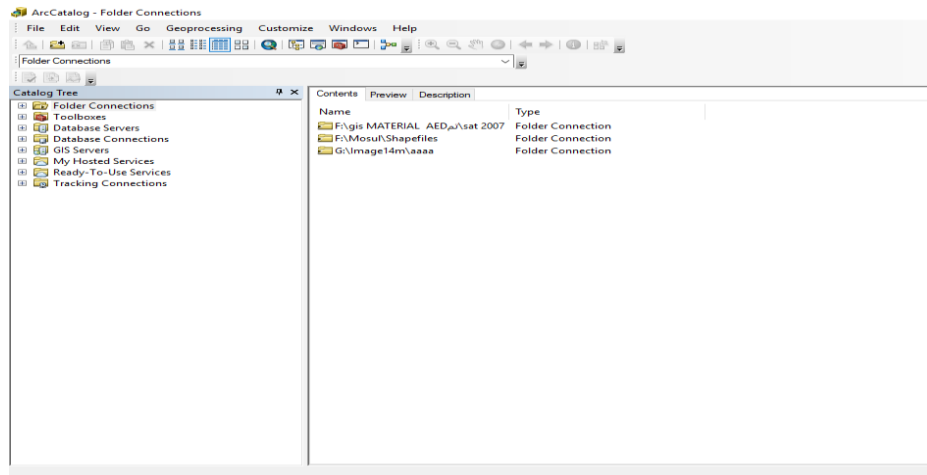 ArcCatalog - Folder Connections
File Edit View Go Geoprocessing Customize Windows Help
Folder Connections
Catalog Tree
Folder Connections
Toolboxes
Database Servers
Database Connections
GIS Servers
My Hosted Services
Ready-To-Use Services
Tracking Connections
Contents Preview Description
Name Type
F:\gis MATERIAL AEDنم\sat 2007 Folder Connection
F:\Mosul\Shapefiles Folder Connection
G:\Image14m\aaaa Folder Connection